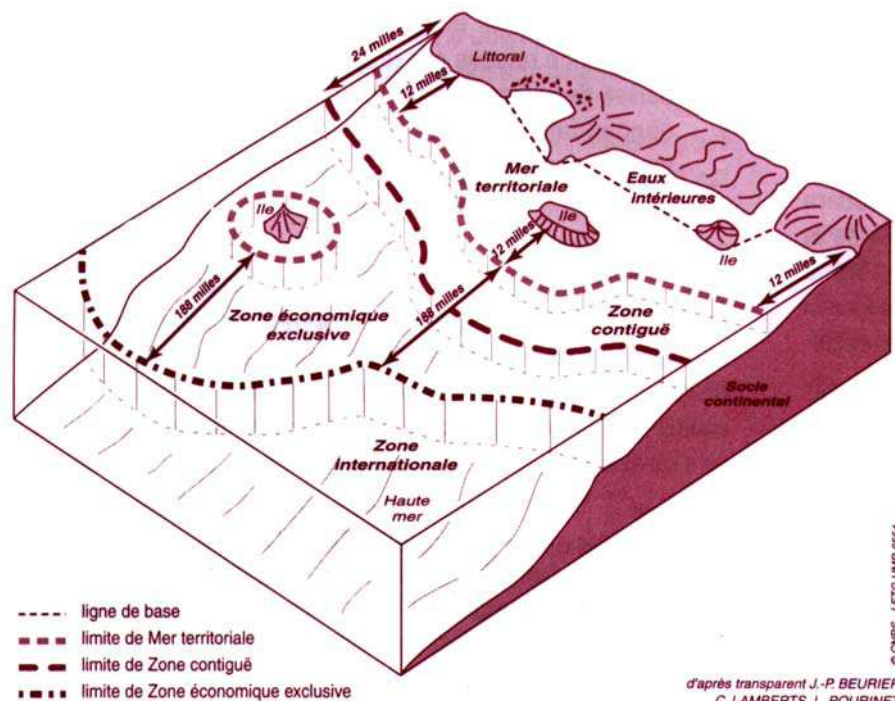 24 milles
Littoral
12 milles
Mer
territoriale
Eaux
intérieures
Ile
Ile
Ile
12 milles
12 milles
188 milles
188 milles
Zone économique
exclusive
Zone
contiguë
Socle
continental
Zone
internationale
Haute
mer
ligne de base
limite de Mer territoriale
limite de Zone contiguë
limite de Zone économique exclusive
d'après transparent J.-P. BEURIER